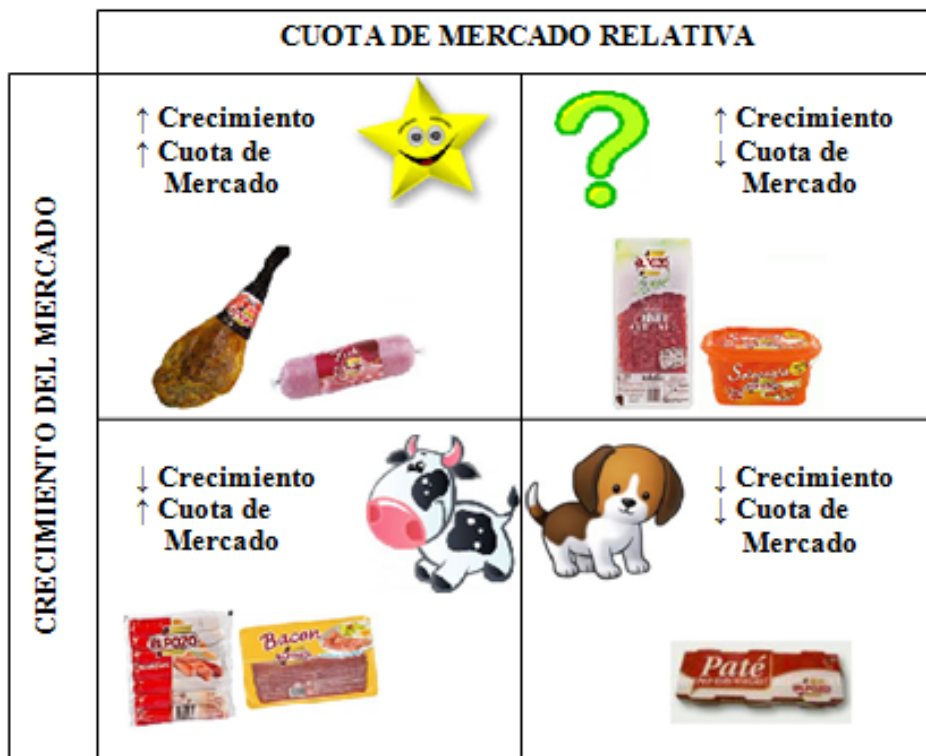 CUOTA DE MERCADO RELATIVA
CRECIMIENTO DEL MERCADO
↑ Crecimiento
↑ Cuota de
Mercado
?
↑ Crecimiento
↓ Cuota de
Mercado
↓ Crecimiento
↑ Cuota de
Mercado
↓ Crecimiento
↓ Cuota de
Mercado
ELPOZO
Bacon
Paté
ELPOZO